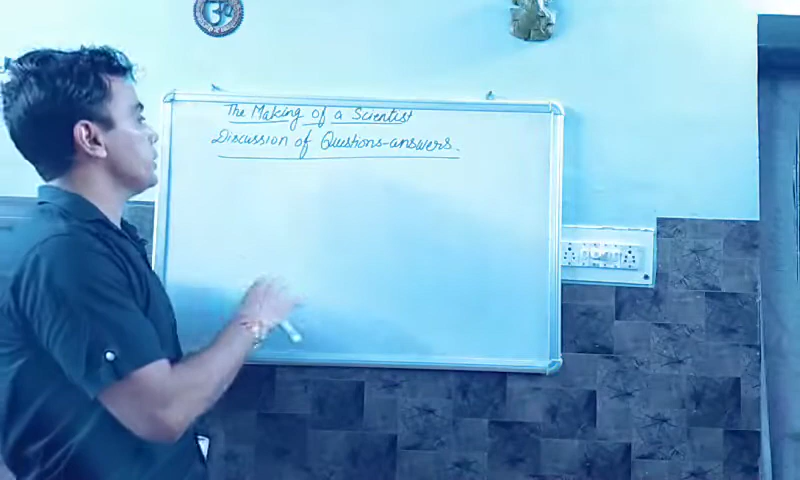 The Making of a Scientist
Discussion of Questions-answers.
ॐ